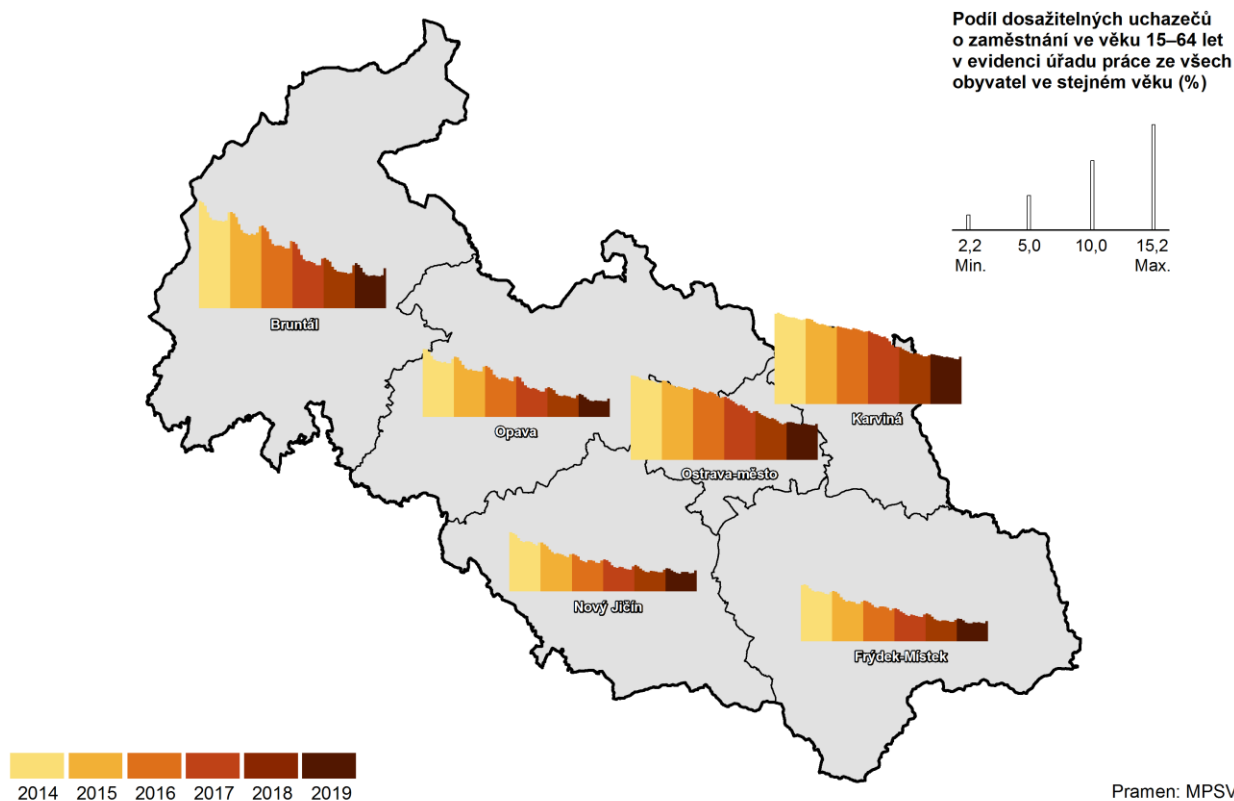 Podíl dosažitelných uchazečů
o zaměstnání ve věku 15–64 let
v evidenci úřadu práce ze všech
obyvatel ve stejném věku (%)
2,2 5,0 10,0 15,2
Min. Max.
Bruntál
Karviná
Opava
Ostrava-město
Nový Jičín
Frýdek-Místek
2014 2015 2016 2017 2018 2019
Pramen: MPSV